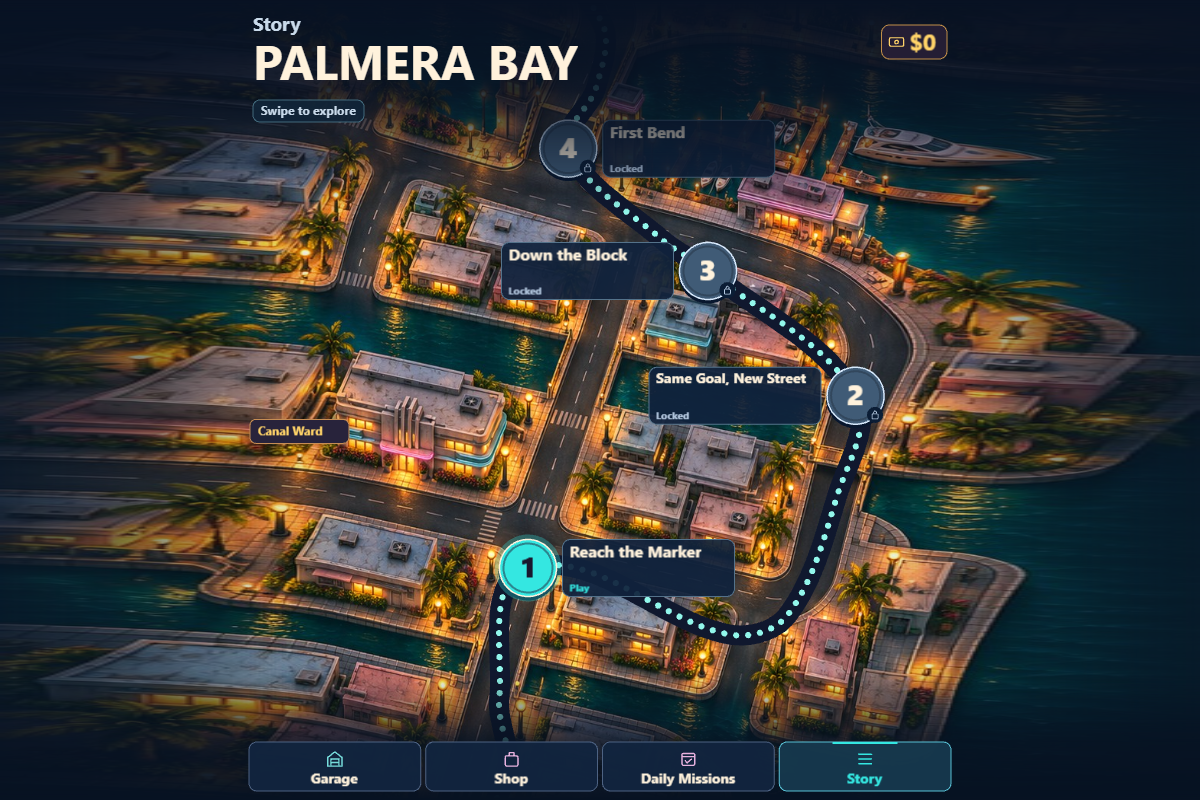 Story
PALMERA BAY
$0
Swipe to explore
4
First Bend
Locked
Down the Block
Locked
3
Same Goal, New Street
Locked
2
Canal Ward
1
Reach the Marker
Play
Garage
Shop
Daily Missions
Story